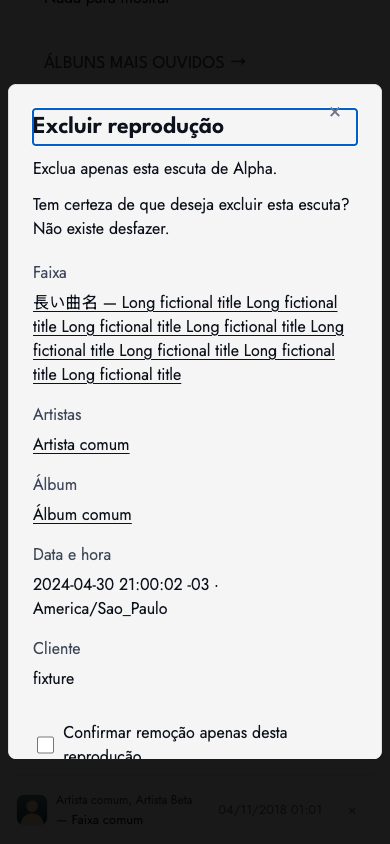 Nada para mostrar
ÁLBUNS MAIS OUVIDOS →
×
Excluir reprodução
Exclua apenas esta escuta de Alpha.
Tem certeza de que deseja excluir esta escuta?
Não existe desfazer.
Faixa
長い曲名 — Long fictional title Long fictional
title Long fictional title Long fictional title Long
fictional title Long fictional title Long fictional
title Long fictional title
Artistas
Artista comum
Álbum
Álbum comum
Data e hora
2024-04-30 21:00:02 -03 ·
America/Sao_Paulo
Cliente
fixture
Confirmar remoção apenas desta
reprodução
Artista comum, Artista Beta
— Faixa comum
04/11/2018 01:01
×